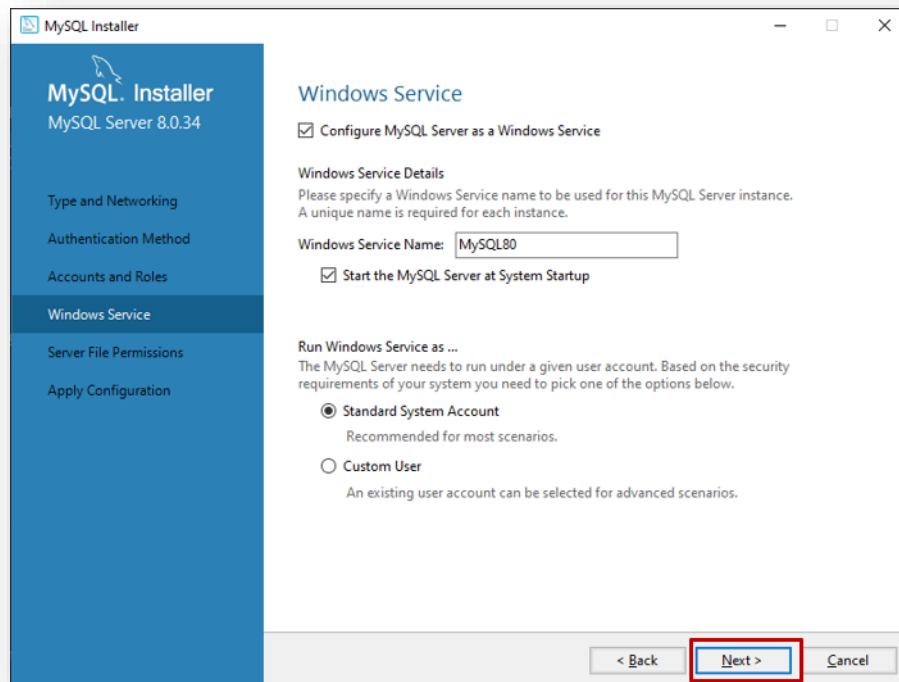 MySQL Installer
MySQL. Installer
MySQL Server 8.0.34
Type and Networking
Authentication Method
Accounts and Roles
Windows Service
Server File Permissions
Apply Configuration
Windows Service
Configure MySQL Server as a Windows Service
Windows Service Details
Please specify a Windows Service name to be used for this MySQL Server instance.
A unique name is required for each instance.
Windows Service Name: MySQL80
Start the MySQL Server at System Startup
Run Windows Service as ...
The MySQL Server needs to run under a given user account. Based on the security
requirements of your system you need to pick one of the options below.
Standard System Account
Recommended for most scenarios.
Custom User
An existing user account can be selected for advanced scenarios.
< Back Next > Cancel